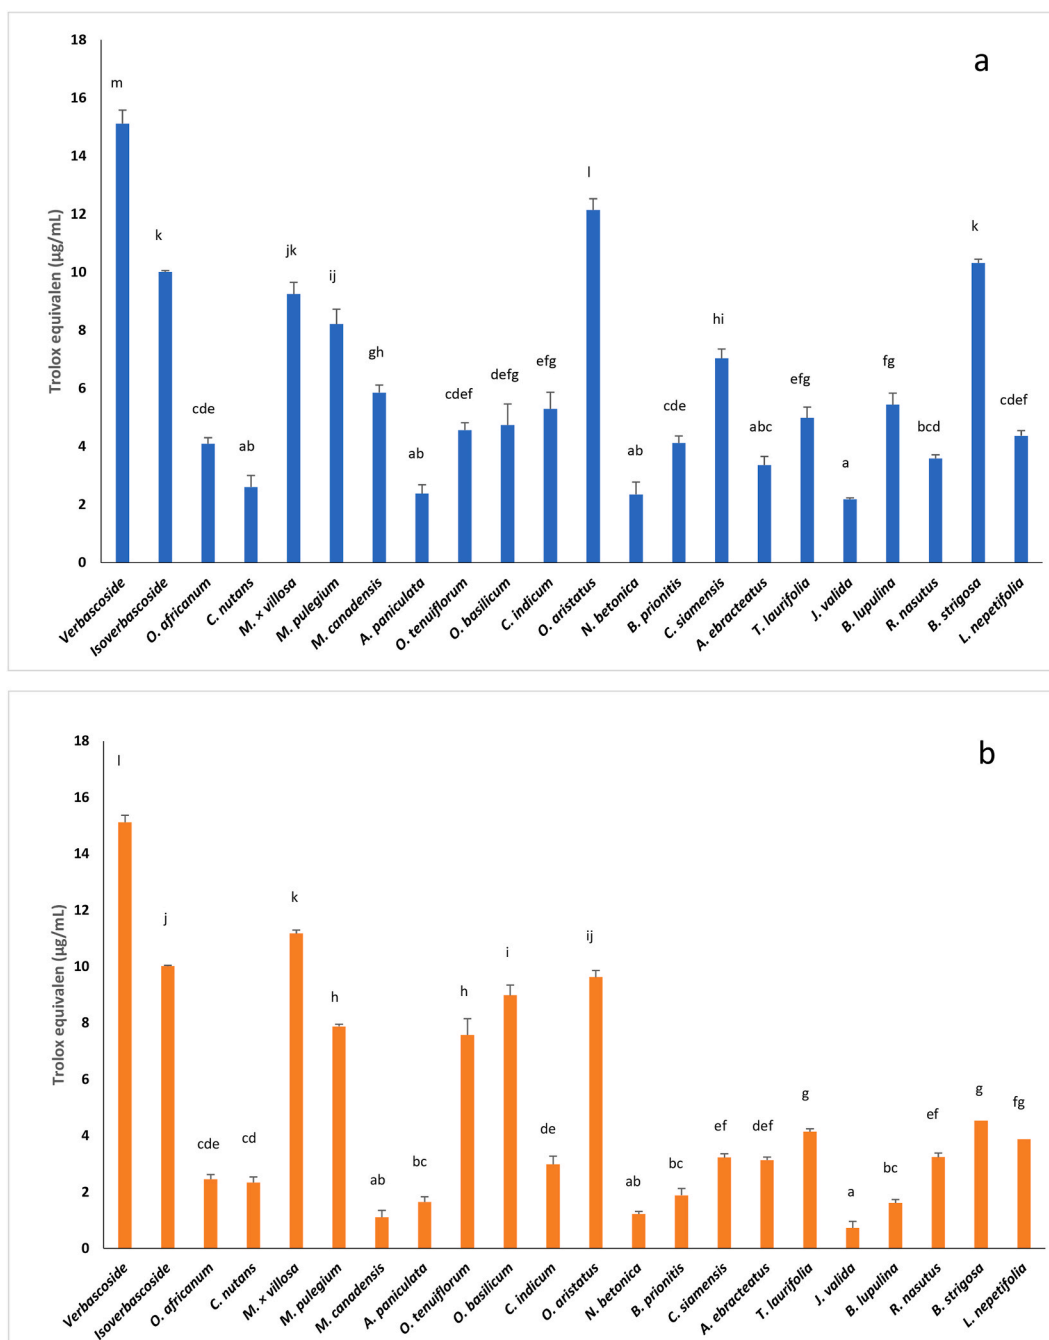 a
18
16
14
12
10
8
6
4
2
0
Trolox equivalen (µg/mL)
m
k
cde
ab
jk
ij
gh
ab
cdef
defg
efg
l
ab
cde
hi
abc
efg
a
fg
bcd
k
cdef
Verbascoside
Isoverbascoside
O. africanum
C. nutans
M. x villosa
M. pulegium
M. canadensis
A. paniculata
O. tenuiflorum
O. basilicum
C. indicum
O. aristatus
N. betonica
B. prionitis
C. siamensis
A. ebracteatus
T. laurifolia
J. valida
B. lupulina
R. nasutus
B. strigosa
L. nepetifolia
b
18
16
14
12
10
8
6
4
2
0
Trolox equivalen (µg/mL)
l
j
cde
cd
k
h
ab
bc
h
i
de
ij
ab
bc
ef
def
g
a
bc
ef
g
fg
Verbascoside
Isoverbascoside
O. africanum
C. nutans
M. x villosa
M. pulegium
M. canadensis
A. paniculata
O. tenuiflorum
O. basilicum
C. indicum
O. aristatus
N. betonica
B. prionitis
C. siamensis
A. ebracteatus
T. laurifolia
J. valida
B. lupulina
R. nasutus
B. strigosa
L. nepetifolia